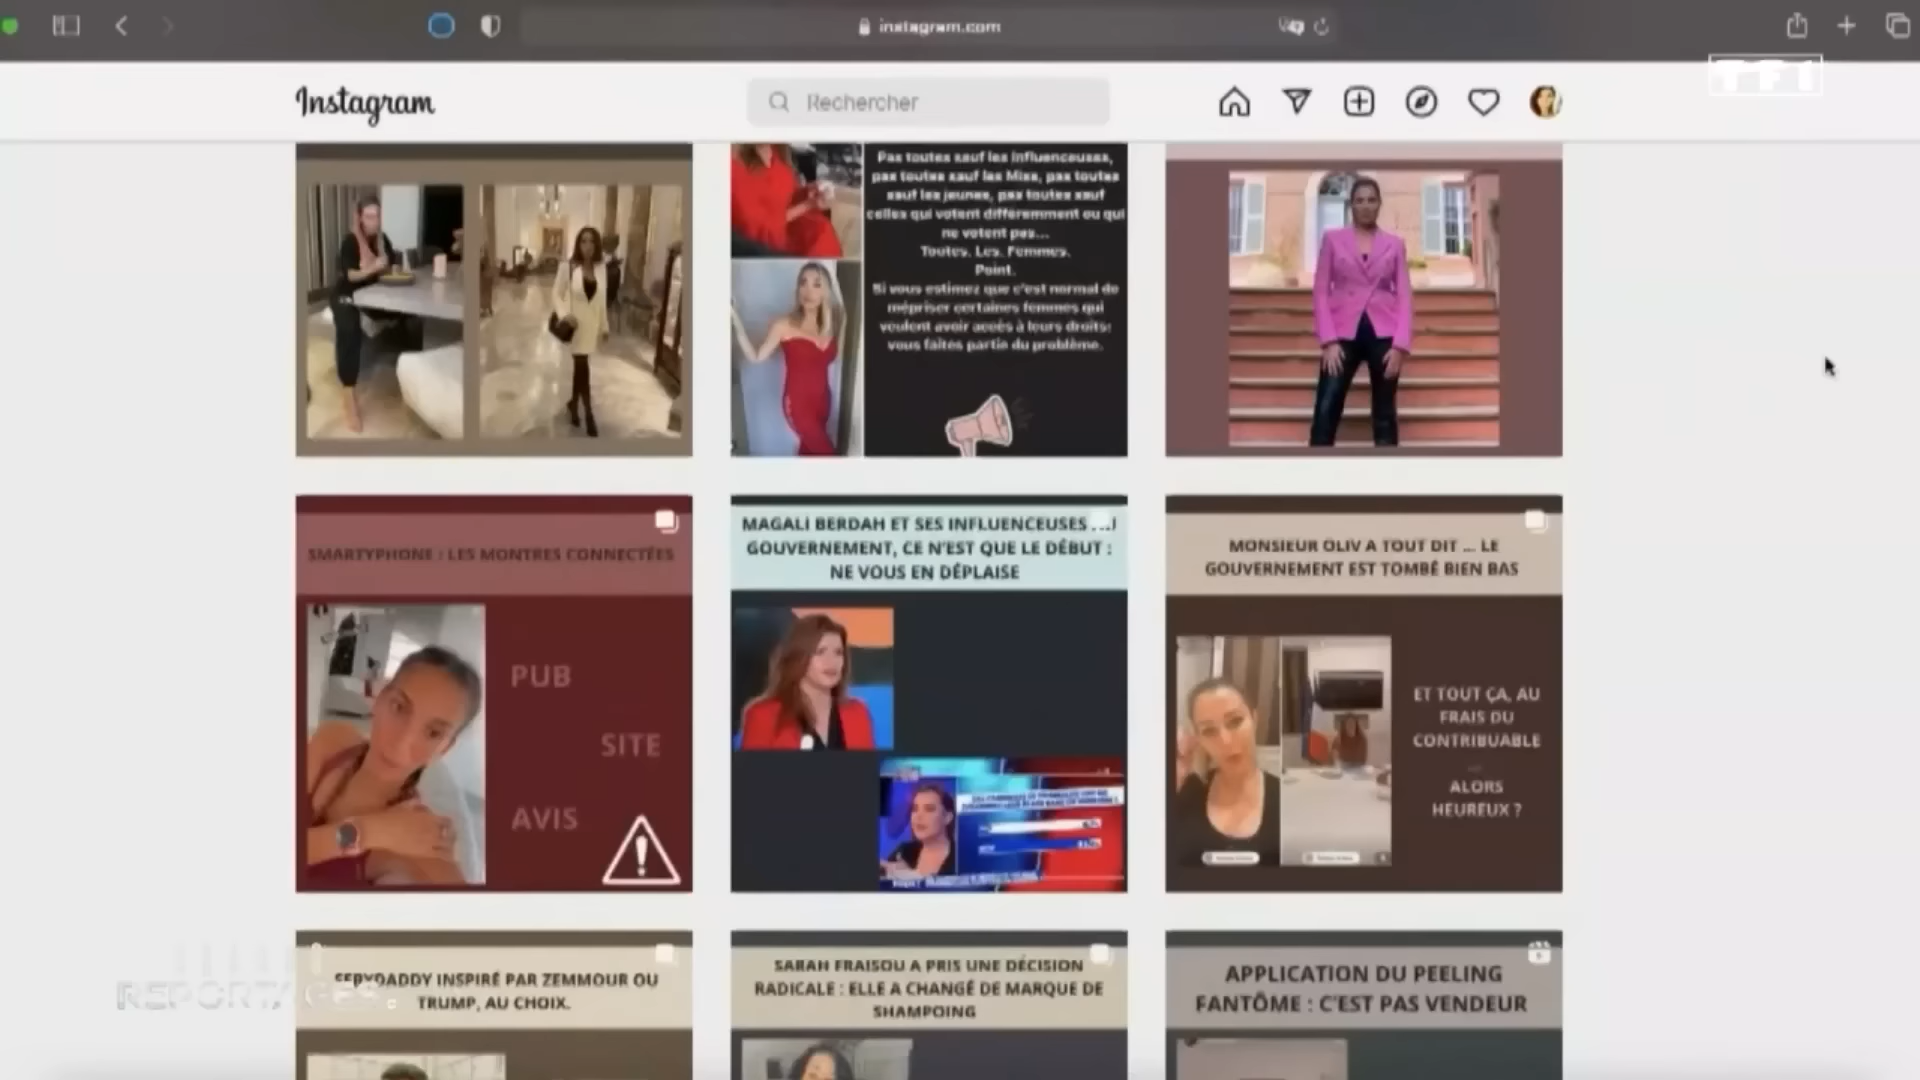 instagram.com
TF1
Instagram
Rechercher
Pas toutes sauf les influenceuses,
pas toutes sauf les Miss, pas toutes
sauf les jeunes, pas toutes sauf
celles qui votent différemment ou qui
ne votent pas...
Toutes. Les. Femmes.
Point.
Si vous estimez que c'est normal de
mépriser certaines femmes qui
veulent avoir accès à leurs droits:
vous faites partie du problème.
SMARTYPHONE : LES MONTRES CONNECTÉES
PUB
SITE
AVIS
MAGALI BERDAH ET SES INFLUENCEUSES
GOUVERNEMENT, CE N'EST QUE LE DÉBUT :
NE VOUS EN DÉPLAISE
MONSIEUR OLIV A TOUT DIT ... LE
GOUVERNEMENT EST TOMBÉ BIEN BAS
ET TOUT ÇA, AU
FRAIS DU
CONTRIBUABLE
...
ALORS
HEUREUX ?
INSPIRÉ PAR ZEMMOUR OU
TRUMP, AU CHOIX.
SARAH FRAISOU A PRIS UNE DÉCISION
RADICALE : ELLE A CHANGÉ DE MARQUE DE
SHAMPOING
APPLICATION DU PEELING
FANTÔME : C'EST PAS VENDEUR
REPORTAGES